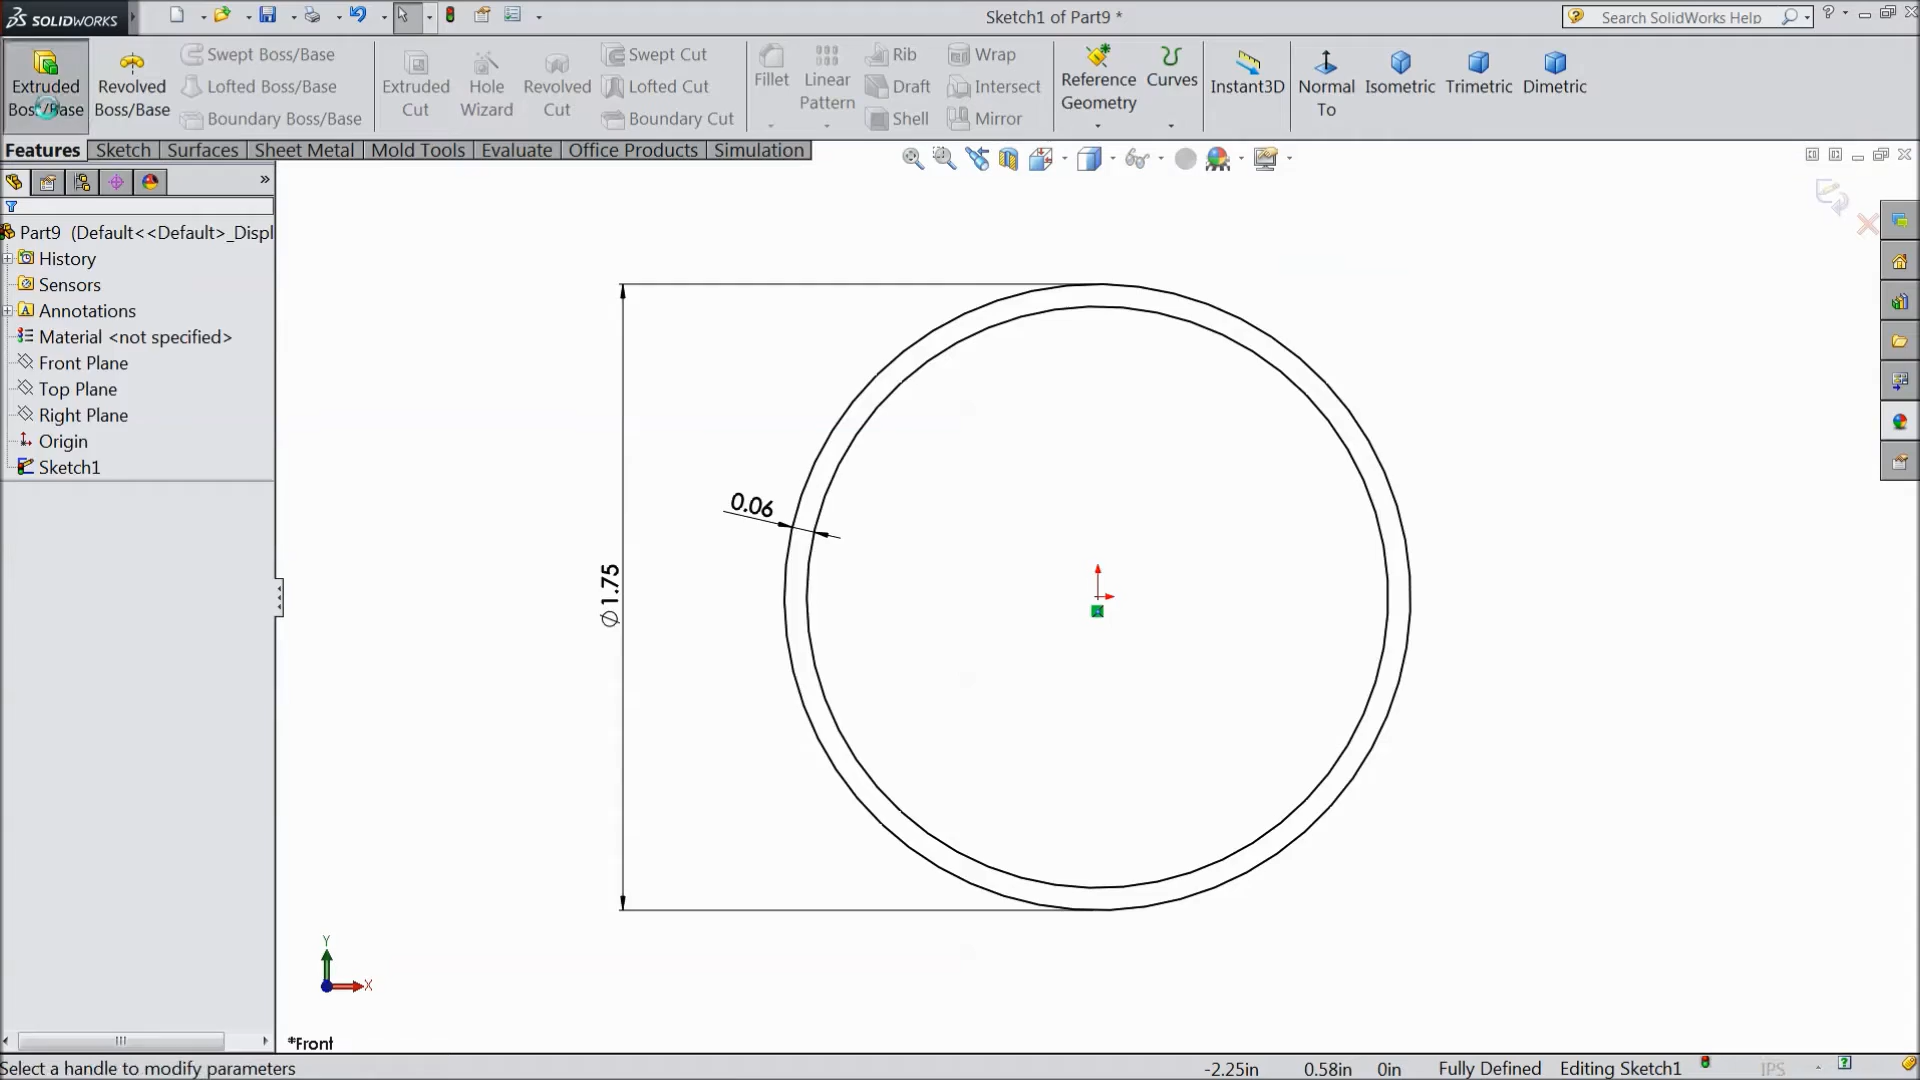 SOLIDWORKS
Sketch1 of Part9 *
Search SolidWorks Help
Extruded Boss/Base
Revolved Boss/Base
Swept Boss/Base
Lofted Boss/Base
Boundary Boss/Base
Extruded Cut
Hole Wizard
Revolved Cut
Swept Cut
Lofted Cut
Boundary Cut
Fillet
Linear Pattern
Rib
Draft
Shell
Wrap
Intersect
Mirror
Reference Geometry
Curves
Instant3D
Normal To
Isometric
Trimetric
Dimetric
Features Sketch Surfaces Sheet Metal Mold Tools Evaluate Office Products Simulation
Part9 (Default<<Default>_Displ
History
Sensors
Annotations
Material <not specified>
Front Plane
Top Plane
Right Plane
Origin
Sketch1
0.06
∅1.75
Y
X
*Front
Select a handle to modify parameters
-2.25in 0.58in 0in Fully Defined Editing Sketch1 IPS